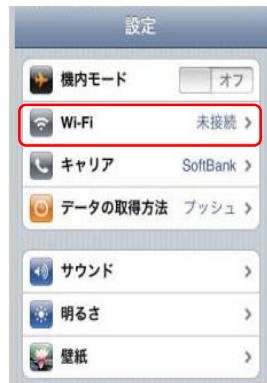 設定
機内モード オフ
Wi-Fi 未接続
キャリア SoftBank
データの取得方法 プッシュ
サウンド
明るさ
壁紙